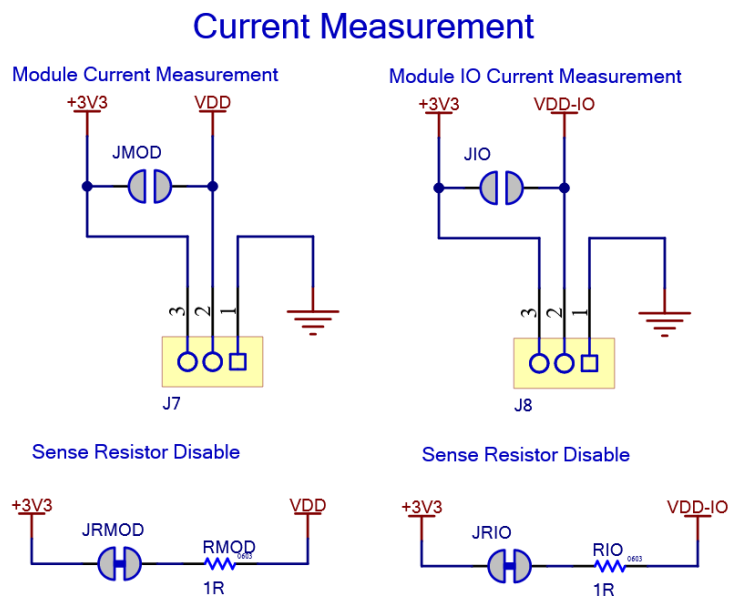 Current Measurement
Module Current Measurement
Module IO Current Measurement
+3V3
VDD
+3V3
VDD-IO
JMOD
JIO
3
2
1
3
2
1
J7
J8
Sense Resistor Disable
Sense Resistor Disable
+3V3
VDD
+3V3
VDD-IO
JRMOD
RMOD
0603
1R
JRIO
RIO
0603
1R